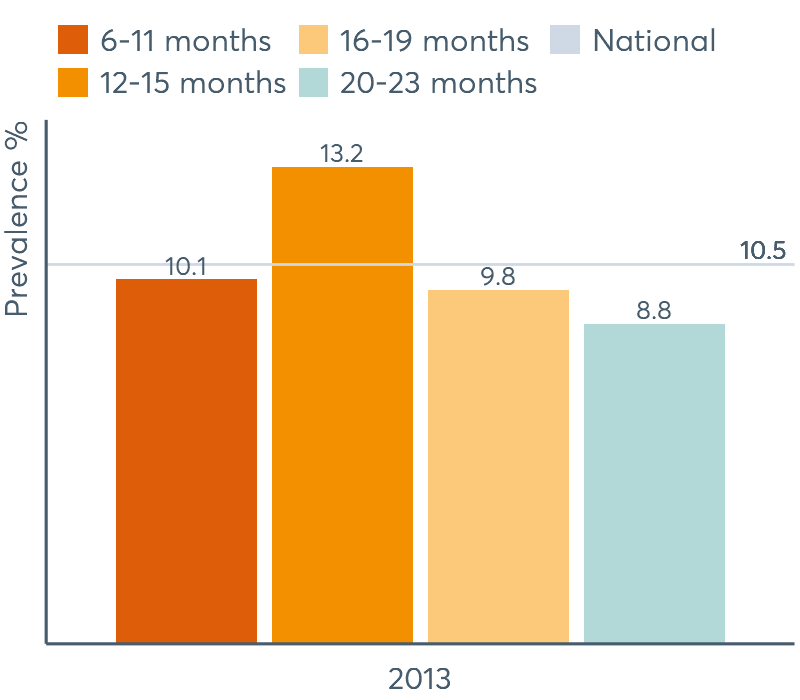 6-11 months
16-19 months
National
12-15 months
20-23 months
Prevalence %
13.2
10.5
10.1
9.8
8.8
2013